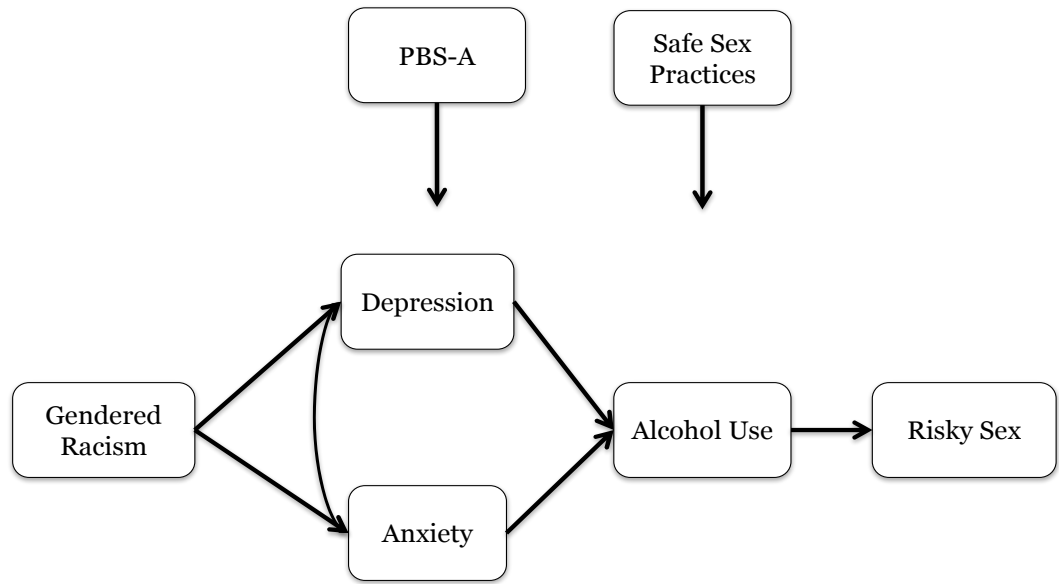 PBS-A
Safe Sex
Practices
Depression
Gendered
Racism
Alcohol Use
Risky Sex
Anxiety